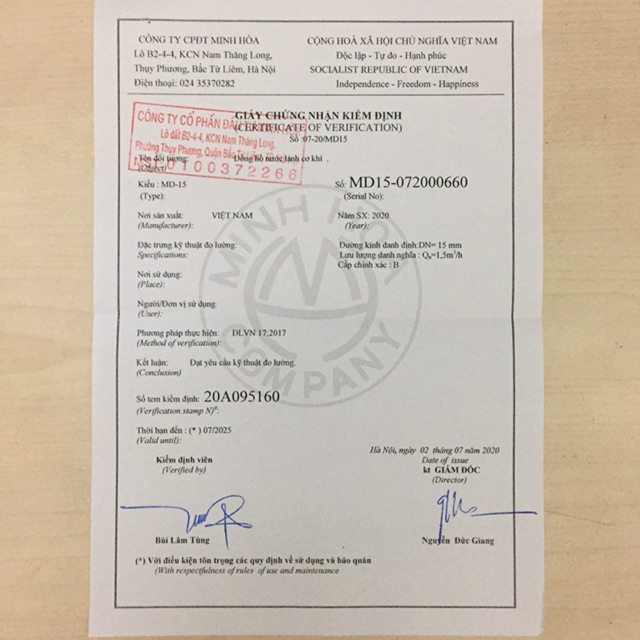 CÔNG TY CPĐT MINH HÒA
Lô B2-4-4, KCN Nam Thăng Long,
Thụy Phương, Bắc Từ Liêm, Hà Nội
Điện thoại: 024 35370282
CỘNG HOÀ XÃ HỘI CHỦ NGHĨA VIỆT NAM
Độc lập - Tự do - Hạnh phúc
SOCIALIST REPUBLIC OF VIETNAM
Independence - Freedom - Happiness
GIẤY CHỨNG NHẬN KIỂM ĐỊNH
(CERTIFICATE OF VERIFICATION)
Số :07-20/MD15
CÔNG TY CỔ PHẦN ĐẦU
Lô đất B2-4-4, KCN Nam Thăng Long,
Phường Thụy Phương, Quận Bắc
0100372266
Tên đối tượng: Đồng hồ nước lạnh cơ khí .
(Object)
Kiểu: MD-15 Số: MD15-072000660
(Type): (Serial No):
Nơi sản xuất: VIỆT NAM Năm SX: 2020
(Manufacturer): (Year):
Đặc trưng kỹ thuật đo lường: Đường kính danh định:DN= 15 mm
Specifications: Lưu lượng danh nghĩa : Qn=1,5m³/h
Cấp chính xác : B
Nơi sử dụng:
(Place):
Người/Đơn vị sử dụng:
(User):
Phương pháp thực hiện: ĐLVN 17:2017
(Method of verification):
Kết luận: Đạt yêu cầu kỹ thuật đo lường.
(Conclusion)
Số tem kiểm định: 20A095160
(Verification stamp Nº:
Thời hạn đến : (*) 07/2025
(Valid until):
MINH HOA
COMPANY
Hà Nội, ngày 02 tháng 07 năm 2020
Kiểm định viên Date of issue
(Verified by) kt GIÁM ĐỐC
(Director)
Bùi Lâm Tùng Nguyễn Đức Giang
(*) Với điều kiện tôn trọng các quy định về sử dụng và bảo quản
(With respectfulness of rules of use and maintenance